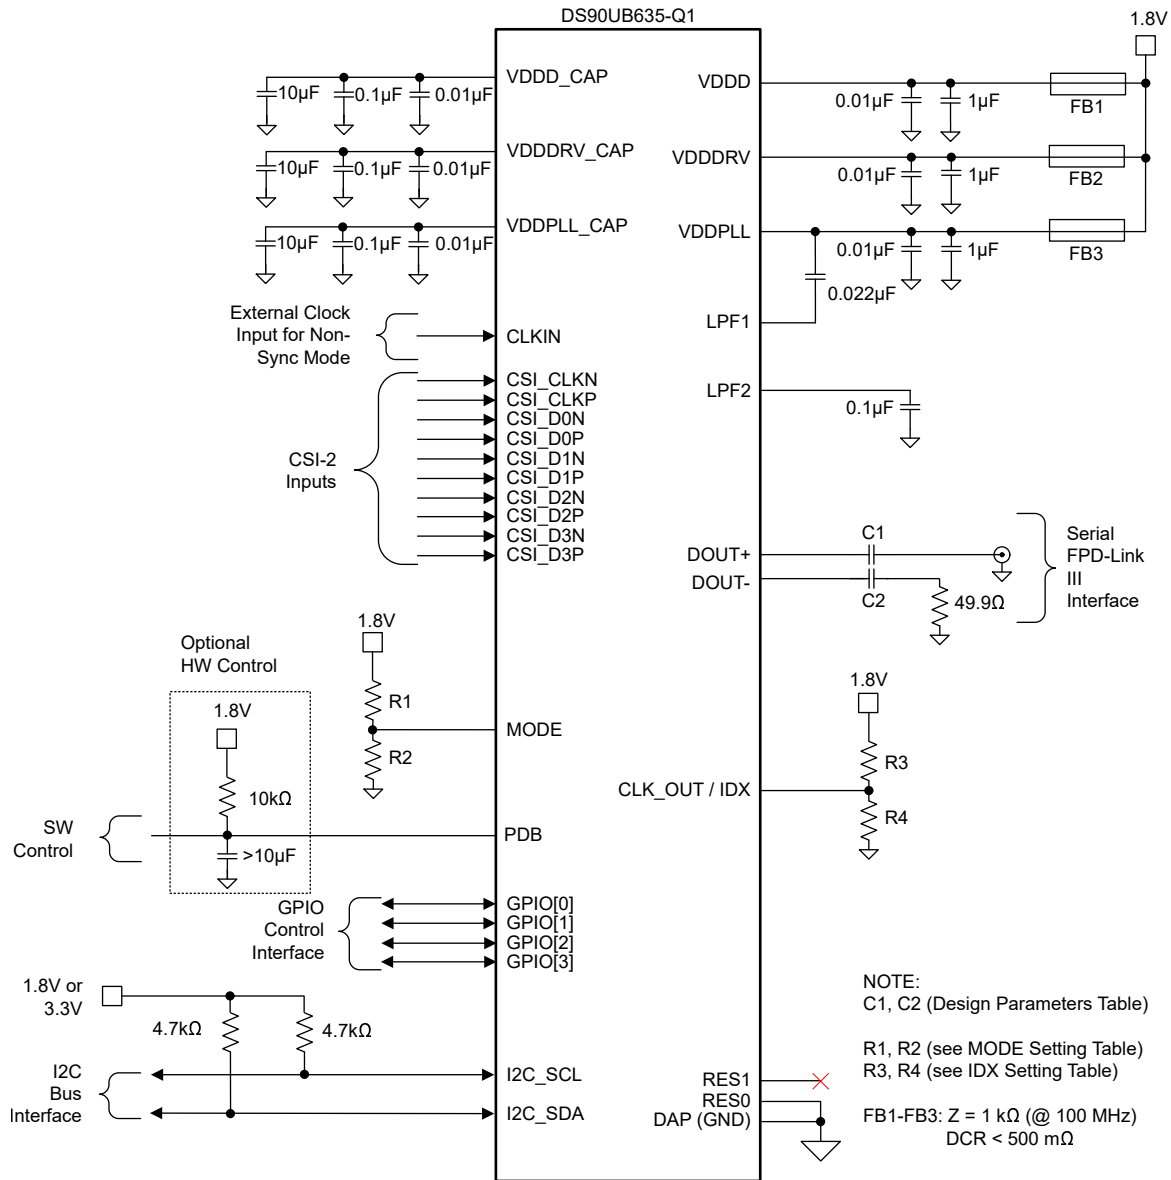 DS90UB635-Q1
1.8V
VDDD_CAP
10µF
0.1µF
0.01µF
VDDDRV_CAP
10µF
0.1µF
0.01µF
VDDPLL_CAP
10µF
0.1µF
0.01µF
VDDD
0.01µF
1µF
FB1
VDDDRV
0.01µF
1µF
FB2
VDDPLL
0.01µF
1µF
FB3
0.022µF
LPF1
LPF2
0.1µF
External Clock
Input for Non-
Sync Mode
CLKIN
CSI-2
Inputs
CSI_CLKN
CSI_CLKP
CSI_D0N
CSI_D0P
CSI_D1N
CSI_D1P
CSI_D2N
CSI_D2P
CSI_D3N
CSI_D3P
DOUT+
DOUT-
C1
C2
49.9Ω
Serial
FPD-Link
III
Interface
1.8V
R1
R2
MODE
Optional
HW Control
1.8V
10kΩ
>10µF
SW
Control
PDB
1.8V
R3
R4
CLK_OUT / IDX
GPIO
Control
Interface
GPIO[0]
GPIO[1]
GPIO[2]
GPIO[3]
1.8V or
3.3V
4.7kΩ
4.7kΩ
I2C
Bus
Interface
I2C_SCL
I2C_SDA
RES1
RES0
DAP (GND)
NOTE:
C1, C2 (Design Parameters Table)
R1, R2 (see MODE Setting Table)
R3, R4 (see IDX Setting Table)
FB1-FB3: Z = 1 kΩ (@ 100 MHz)
DCR < 500 mΩ